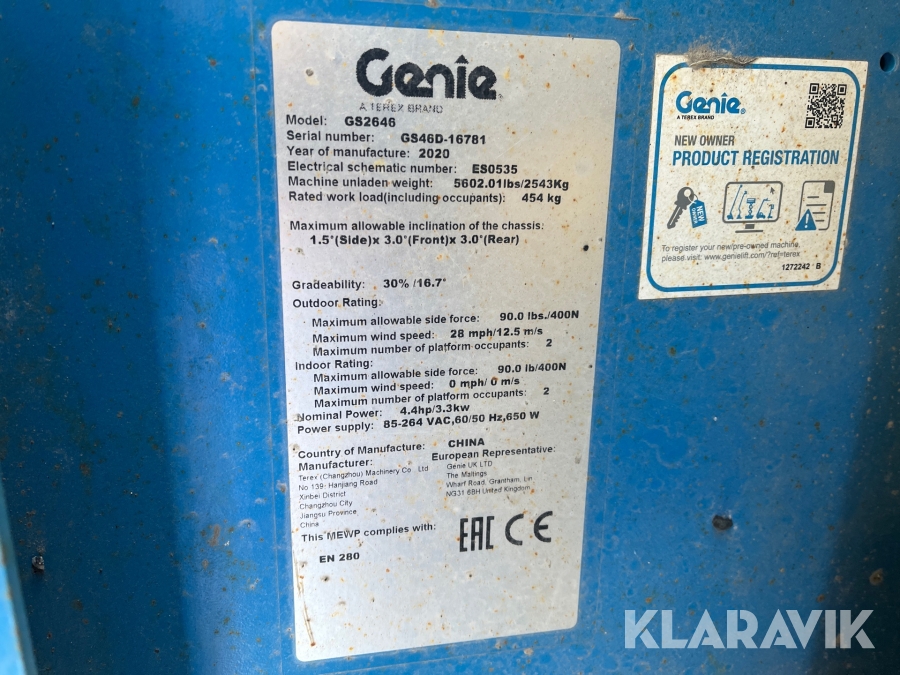 Genie
A TEREX BRAND
Model: GS2646
Serial number: GS46D-16781
Year of manufacture: 2020
Electrical schematic number: ES0535
Machine unladen weight: 5602.01lbs/2543Kg
Rated work load(including occupants): 454 kg
Maximum allowable inclination of the chassis:
1.5°(Side)x 3.0°(Front)x 3.0°(Rear)
Gradeability: 30% /16.7°
Outdoor Rating:
Maximum allowable side force: 90.0 lbs./400N
Maximum wind speed: 28 mph/12.5 m/s
Maximum number of platform occupants: 2
Indoor Rating:
Maximum allowable side force: 90.0 lb/400N
Maximum wind speed: 0 mph/ 0 m/s
Maximum number of platform occupants: 2
Nominal Power: 4.4hp/3.3kw
Power supply: 85-264 VAC,60/50 Hz,650 W
Country of Manufacture: CHINA
Manufacturer:
Terex (Changzhou) Machinery Co., Ltd
No 139- Hanjiang Road
Xinbei District
Changzhou City
Jiangsu Province
China
European Representative:
Genie UK LTD
The Maltings
Wharf Road, Grantham, Lin
NG31 6BH United Kingdom
This MEWP complies with:
EN 280
EAC CE
Genie
A TEREX BRAND
NEW OWNER
PRODUCT REGISTRATION
NEW OWNER
To register your new/pre-owned machine,
please visit: www.genielift.com/?ref=terex
1272242 B
KLARAVIK